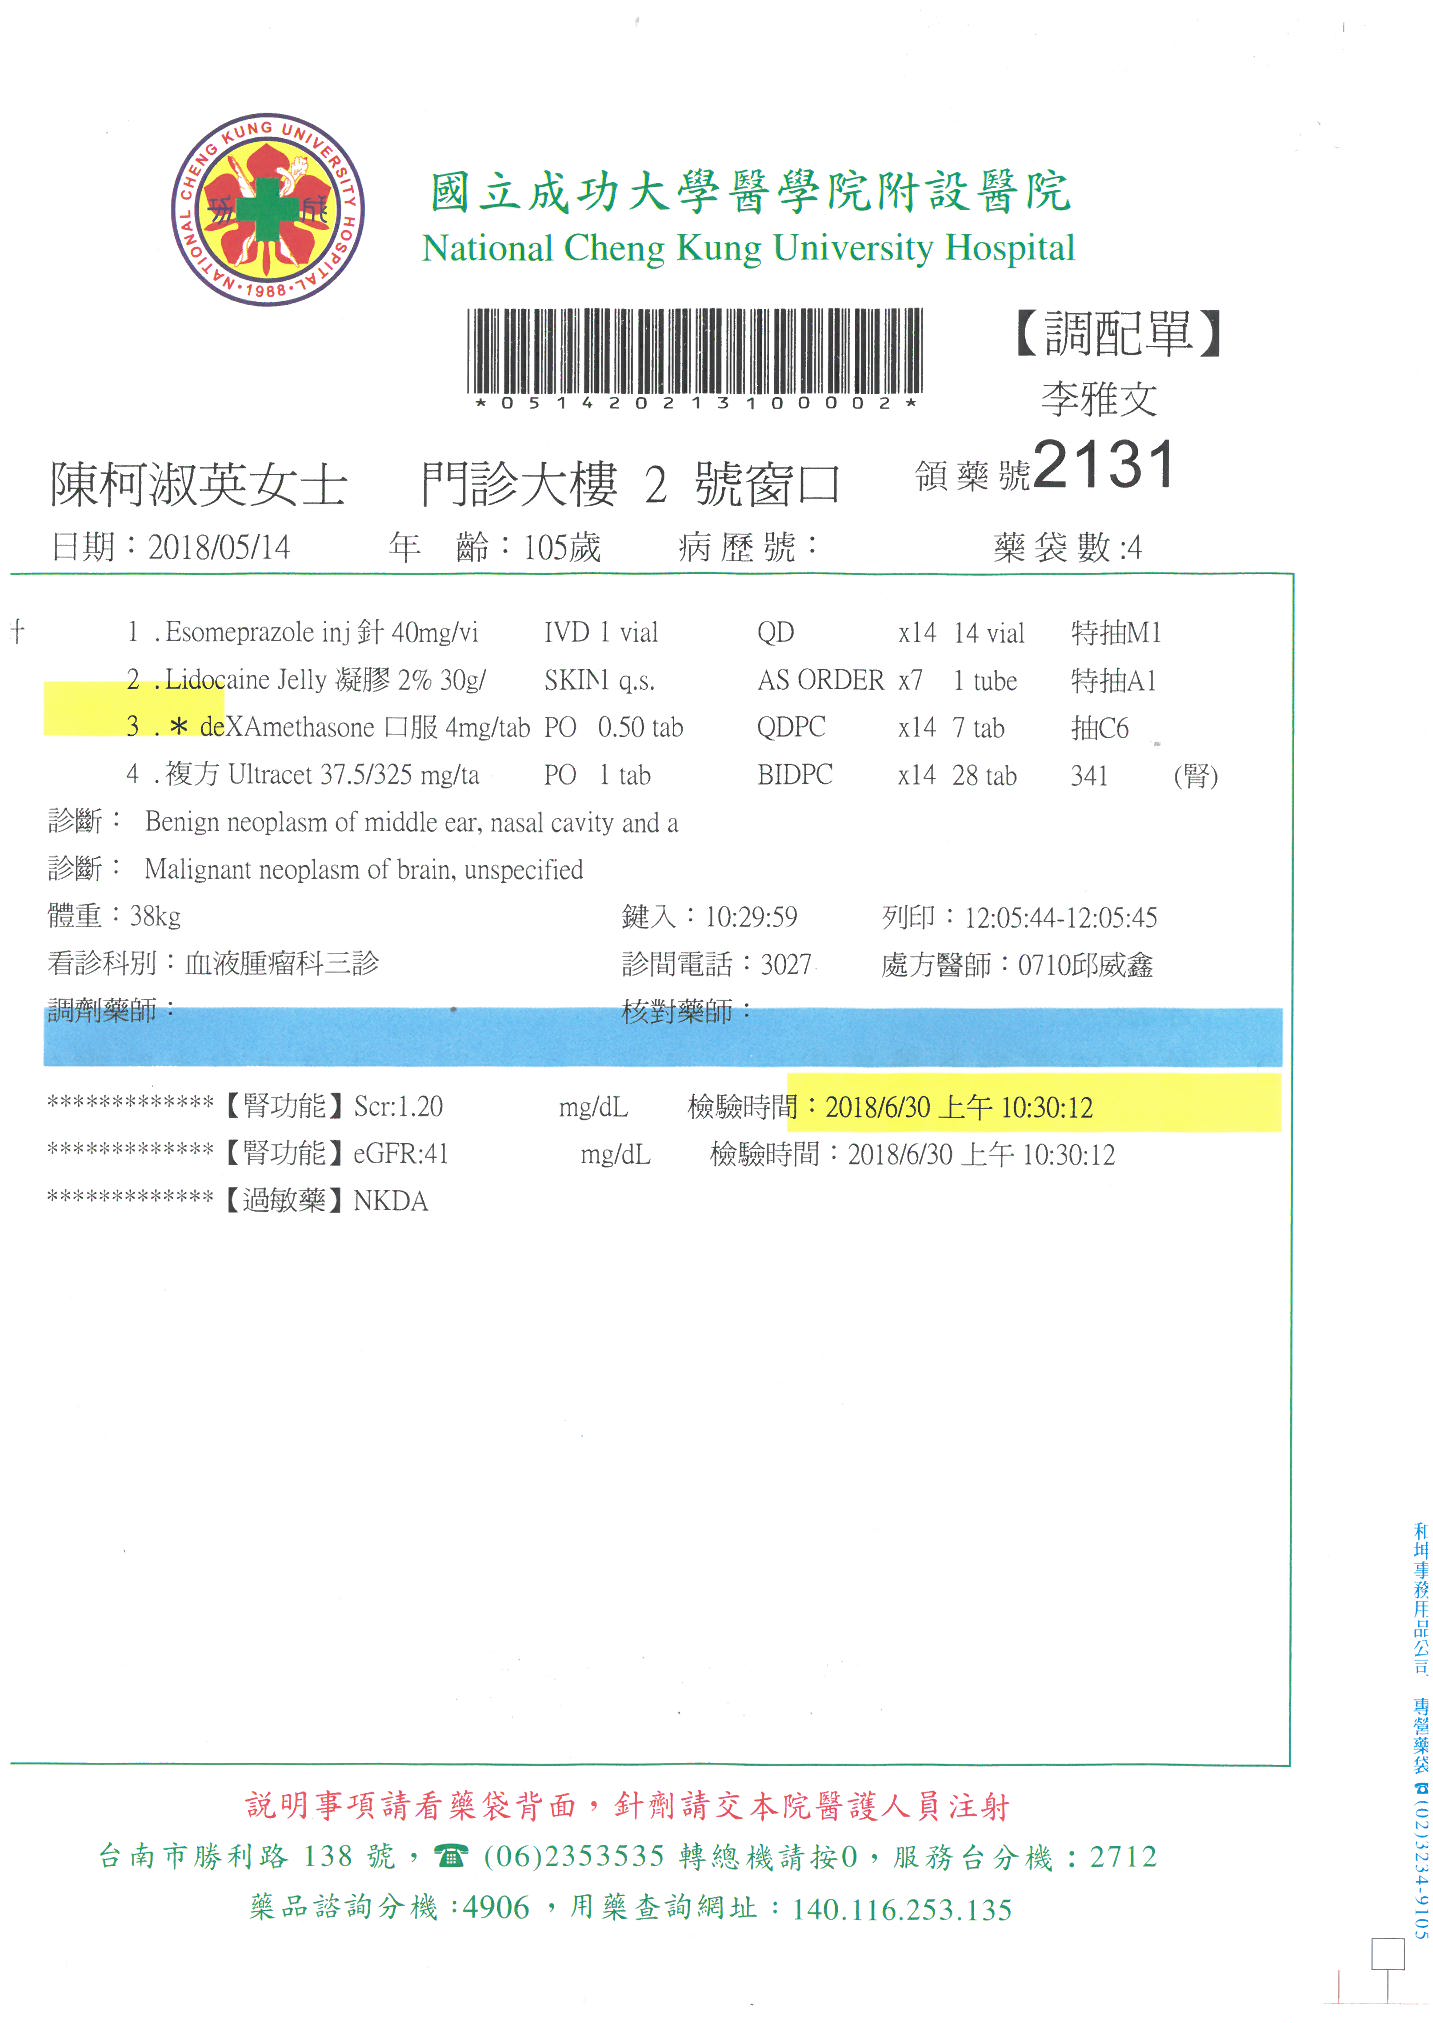 NATIONAL CHENG KUNG UNIVERSITY HOSPITAL
·1988·
國立成功大學醫學院附設醫院
National Cheng Kung University Hospital
*051420213100002*
【調配單】
李雅文
陳柯淑英女士 門診大樓 2 號窗口 領藥號2131
日期：2018/05/14 年 齡：105歲 病歷號： 藥袋數:4
1 .Esomeprazole inj 針 40mg/vi IVD 1 vial QD x14 14 vial 特抽M1
2 .Lidocaine Jelly 凝膠 2% 30g/ SKIN1 q.s. AS ORDER x7 1 tube 特抽A1
3 .＊ deXAmethasone 口服 4mg/tab PO 0.50 tab QDPC x14 7 tab 抽C6
4 .複方 Ultracet 37.5/325 mg/ta PO 1 tab BIDPC x14 28 tab 341 (腎)
診斷： Benign neoplasm of middle ear, nasal cavity and a
診斷： Malignant neoplasm of brain, unspecified
體重：38kg 鍵入：10:29:59 列印：12:05:44-12:05:45
看診科別：血液腫瘤科三診 診間電話：3027 處方醫師：0710邱威鑫
調劑藥師： 核對藥師：
*************【腎功能】Scr:1.20 mg/dL 檢驗時間：2018/6/30 上午 10:30:12
*************【腎功能】eGFR:41 mg/dL 檢驗時間：2018/6/30 上午 10:30:12
*************【過敏藥】NKDA
説明事項請看藥袋背面，針劑請交本院醫護人員注射
台南市勝利路 138 號，☎ (06)2353535 轉總機請按0，服務台分機：2712
藥品諮詢分機:4906 ，用藥查詢網址：140.116.253.135
和坤事務用品公司 專營藥袋 ☎(02)3234-9105